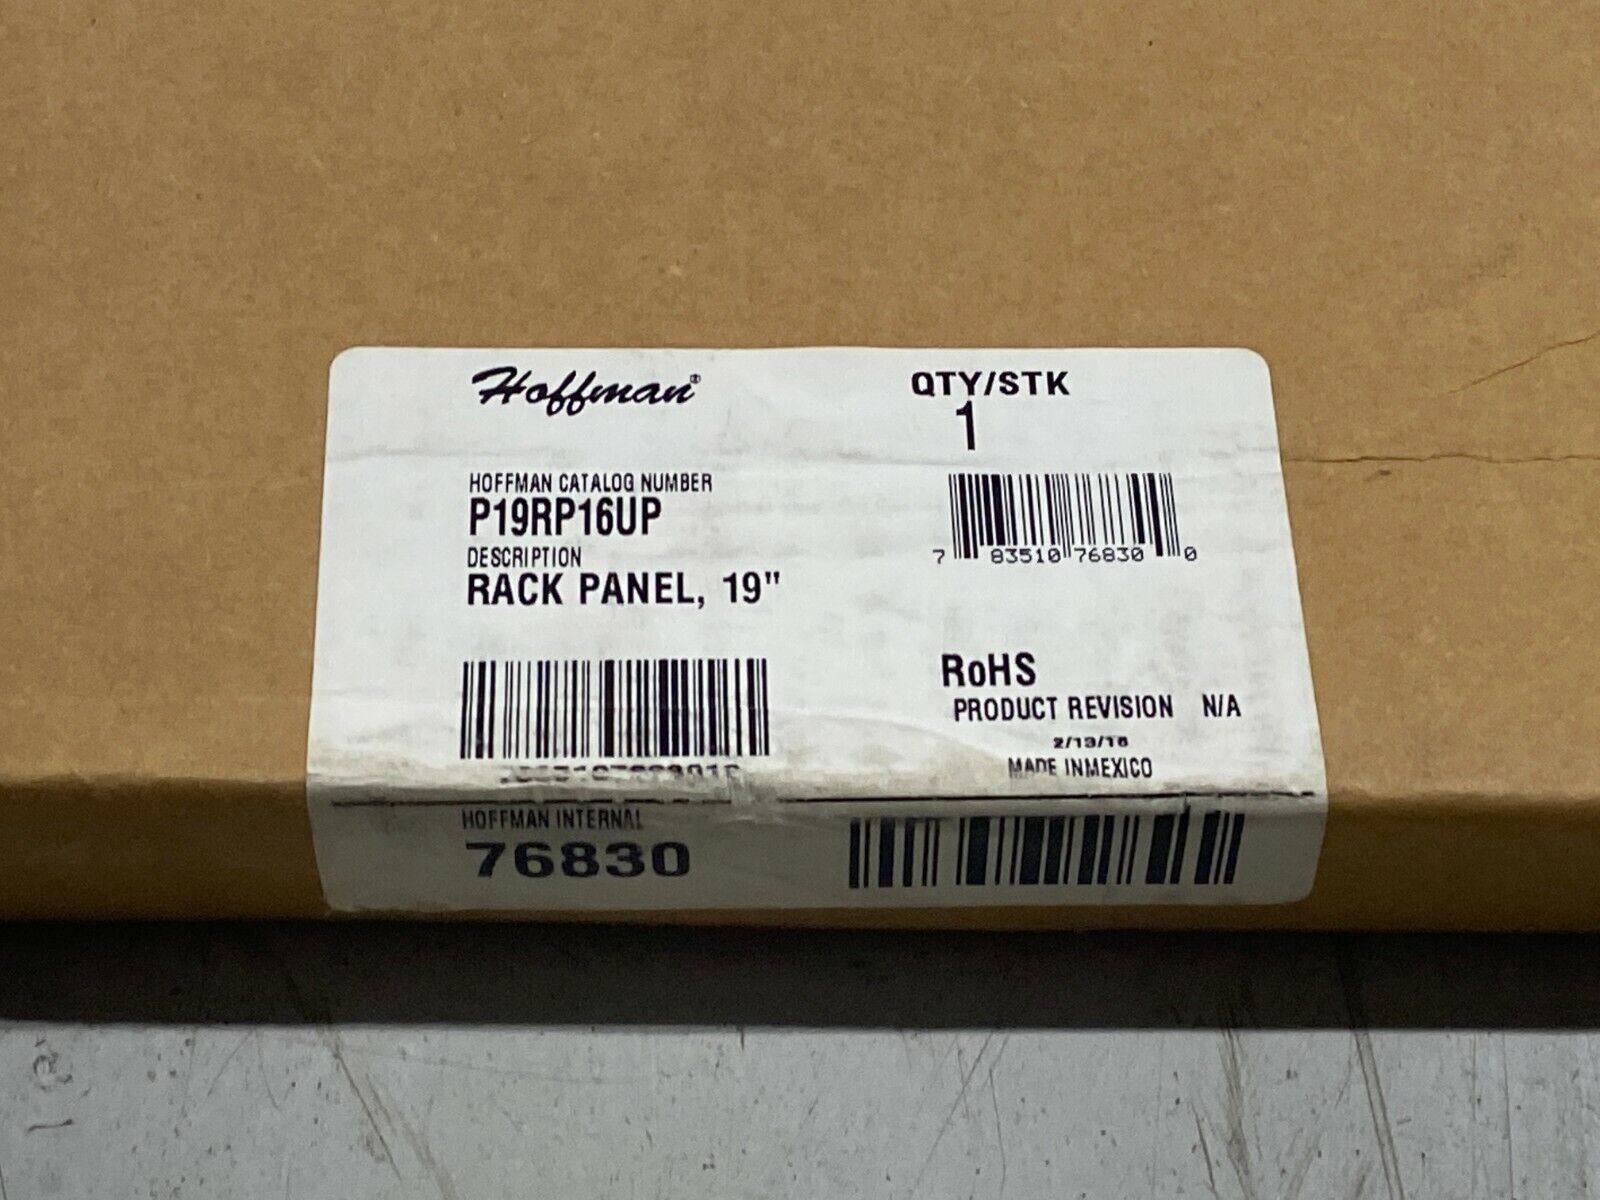 Hoffman®
QTY/STK
1
HOFFMAN CATALOG NUMBER
P19RP16UP
DESCRIPTION
RACK PANEL, 19"
7 83510 76830 0
RoHS
PRODUCT REVISION N/A
2/13/16
MADE INMEXICO
HOFFMAN INTERNAL
76830